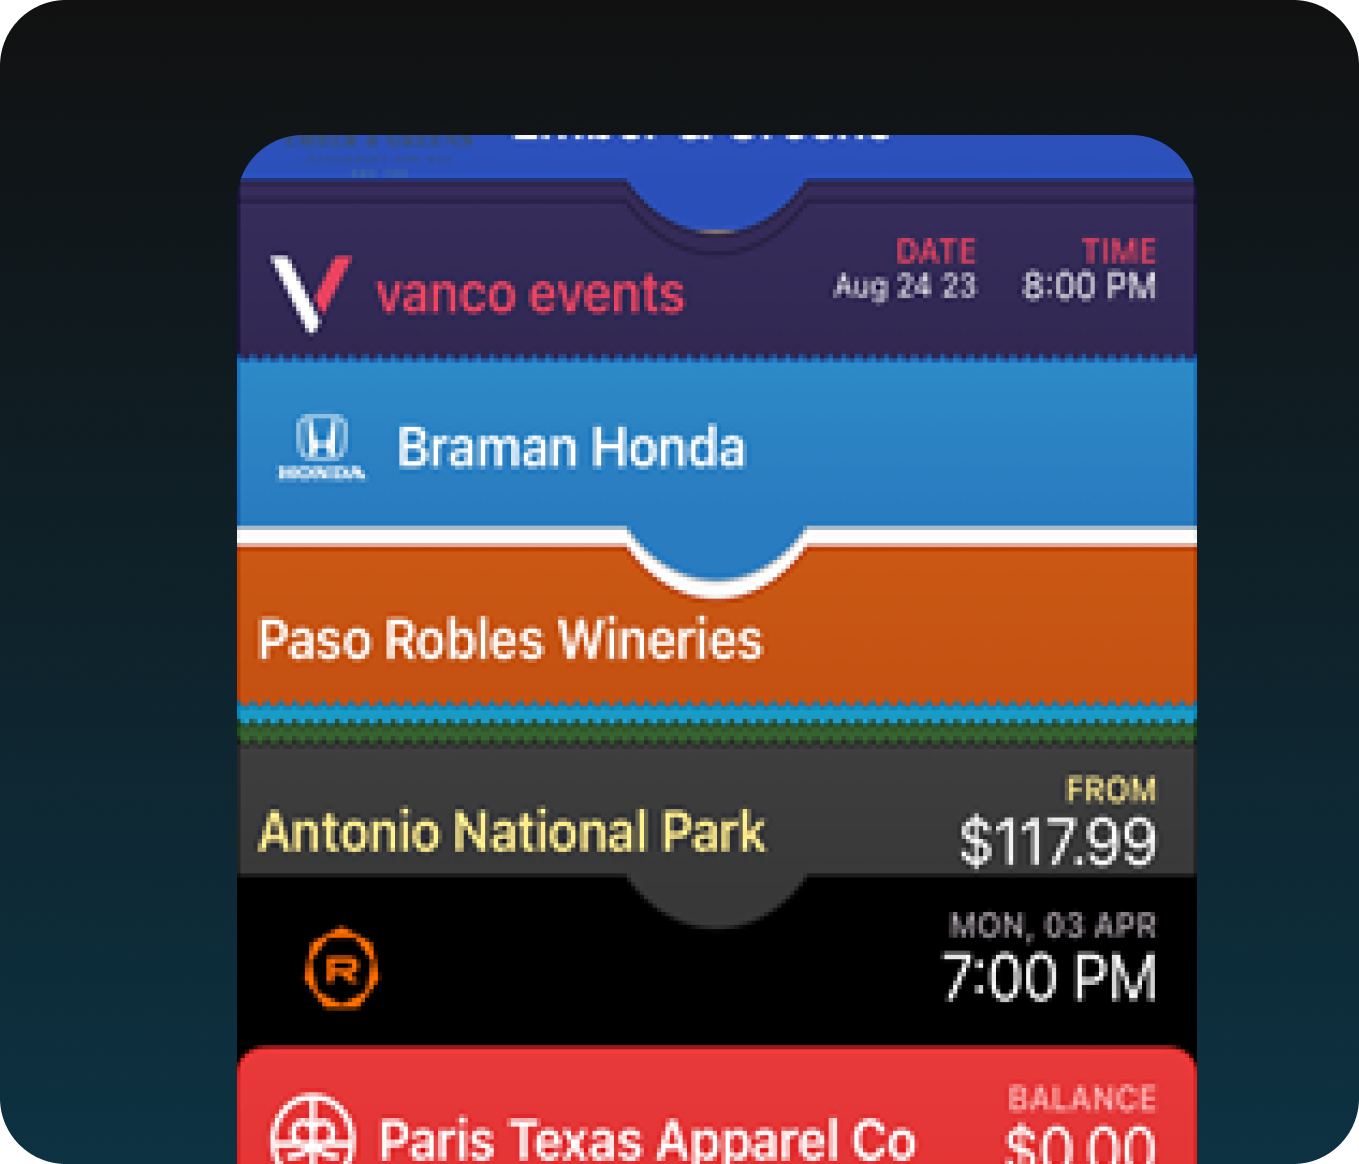 vanco events
DATE
TIME
Aug 24 23
8:00 PM
HONDA
Braman Honda
Paso Robles Wineries
FROM
Antonio National Park
$117.99
MON, 03 APR
R
7:00 PM
BALANCE
Paris Texas Apparel Co
$0.00